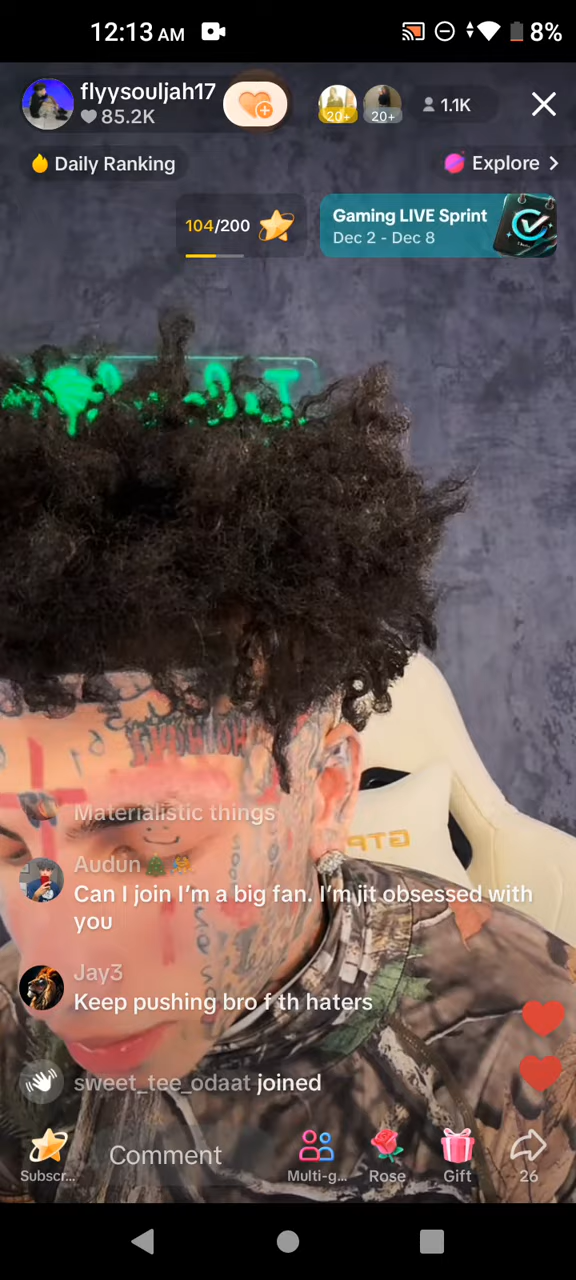 12:13 AM
8%
flyysouljah17
85.2K
20+
20+
1.1K
Daily Ranking
Explore
104/200
Gaming LIVE Sprint
Dec 2 - Dec 8
Materialistic things
Audun
Can I join I'm a big fan. I'm jit obsessed with
you
Jay3
Keep pushing bro f th haters
sweet_tee_odaat joined
Subscr...
Comment
Multi-g...
Rose
Gift
26